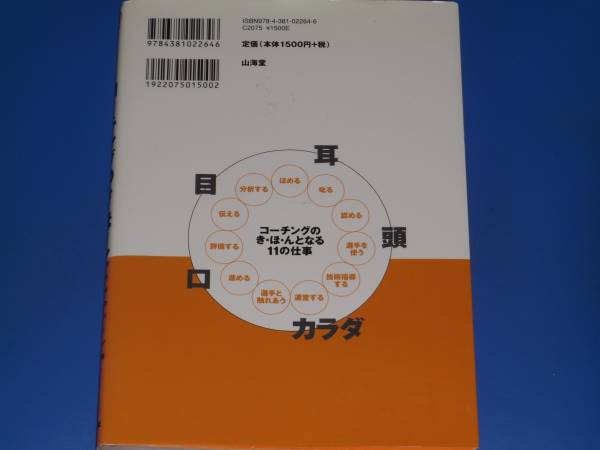 9784381022646
1922075015002
ISBN978-4-381-02264-6
C2075 ¥1500E
定価(本体1500円+税)
山海堂
耳
目
頭
口
カラダ
コーチングの
き・ほ・んとなる
11の仕事
ほめる
叱る
認める
選手を
使う
技術指導
する
演習する
選手と
触れあう
進める
評価する
伝える
分析する